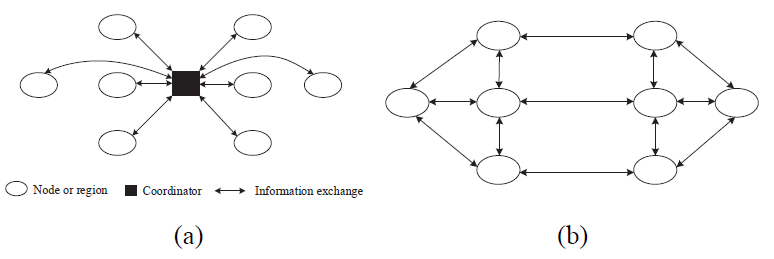 Node or region Coordinator Information exchange
(a) (b)